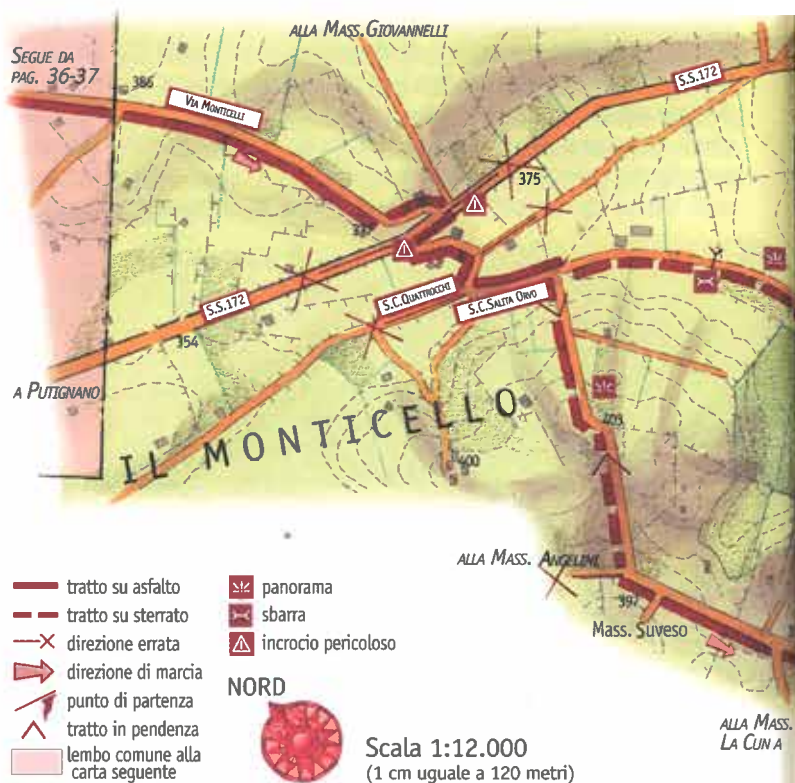 ALLA MASS. GIOVANNELLI
SEGUE DA
PAG. 36-37
386
VIA MONTICELLI
S.S.172
375
S.S.172
S.C.QUATTROCCHI
S.C.SALITA ORVO
354
A PUTIGNANO
IL MONTICELLO
403
400
ALLA MASS. ANGELINI
397
MASS. SUVESO
ALLA MASS.
LA CUNA
tratto su asfalto
tratto su sterrato
direzione errata
direzione di marcia
punto di partenza
tratto in pendenza
lembo comune alla
carta seguente
panorama
sbarra
incrocio pericoloso
NORD
Scala 1:12.000
(1 cm uguale a 120 metri)